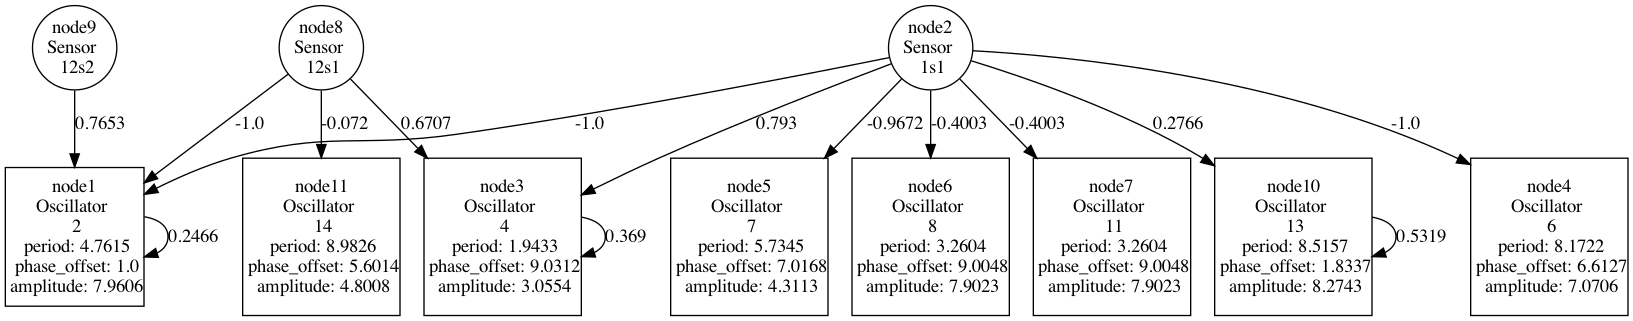 node9
Sensor
12s2
node8
Sensor
12s1
node2
Sensor
1s1
0.7653
-1.0
-0.072
0.6707
-1.0
0.793
-0.9672
-0.4003
-0.4003
0.2766
-1.0
node1
Oscillator
2
period: 4.7615
phase_offset: 1.0
amplitude: 7.9606
0.2466
node11
Oscillator
14
period: 8.9826
phase_offset: 5.6014
amplitude: 4.8008
node3
Oscillator
4
period: 1.9433
phase_offset: 9.0312
amplitude: 3.0554
0.369
node5
Oscillator
7
period: 5.7345
phase_offset: 7.0168
amplitude: 4.3113
node6
Oscillator
8
period: 3.2604
phase_offset: 9.0048
amplitude: 7.9023
node7
Oscillator
11
period: 3.2604
phase_offset: 9.0048
amplitude: 7.9023
node10
Oscillator
13
period: 8.5157
phase_offset: 1.8337
amplitude: 8.2743
0.5319
node4
Oscillator
6
period: 8.1722
phase_offset: 6.6127
amplitude: 7.0706